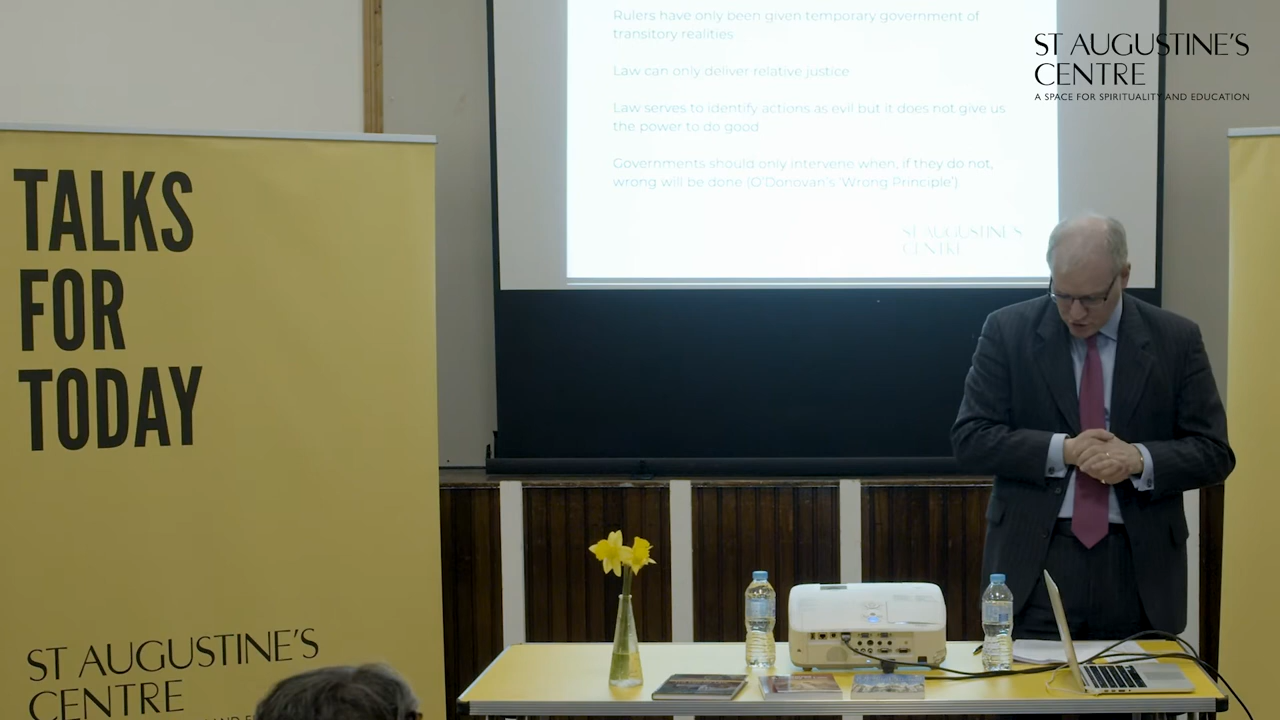 Rulers have only been given temporary government of
transitory realities
Law can only deliver relative justice
Law serves to identify actions as evil but it does not give us
the power to do good
Governments should only intervene when, if they do not,
wrong will be done (O'Donovan's 'Wrong Principle')
ST AUGUSTINE'S
CENTRE
ST AUGUSTINE'S
CENTRE
A SPACE FOR SPIRITUALITY AND EDUCATION
TALKS
FOR
TODAY
ST AUGUSTINE'S
CENTRE